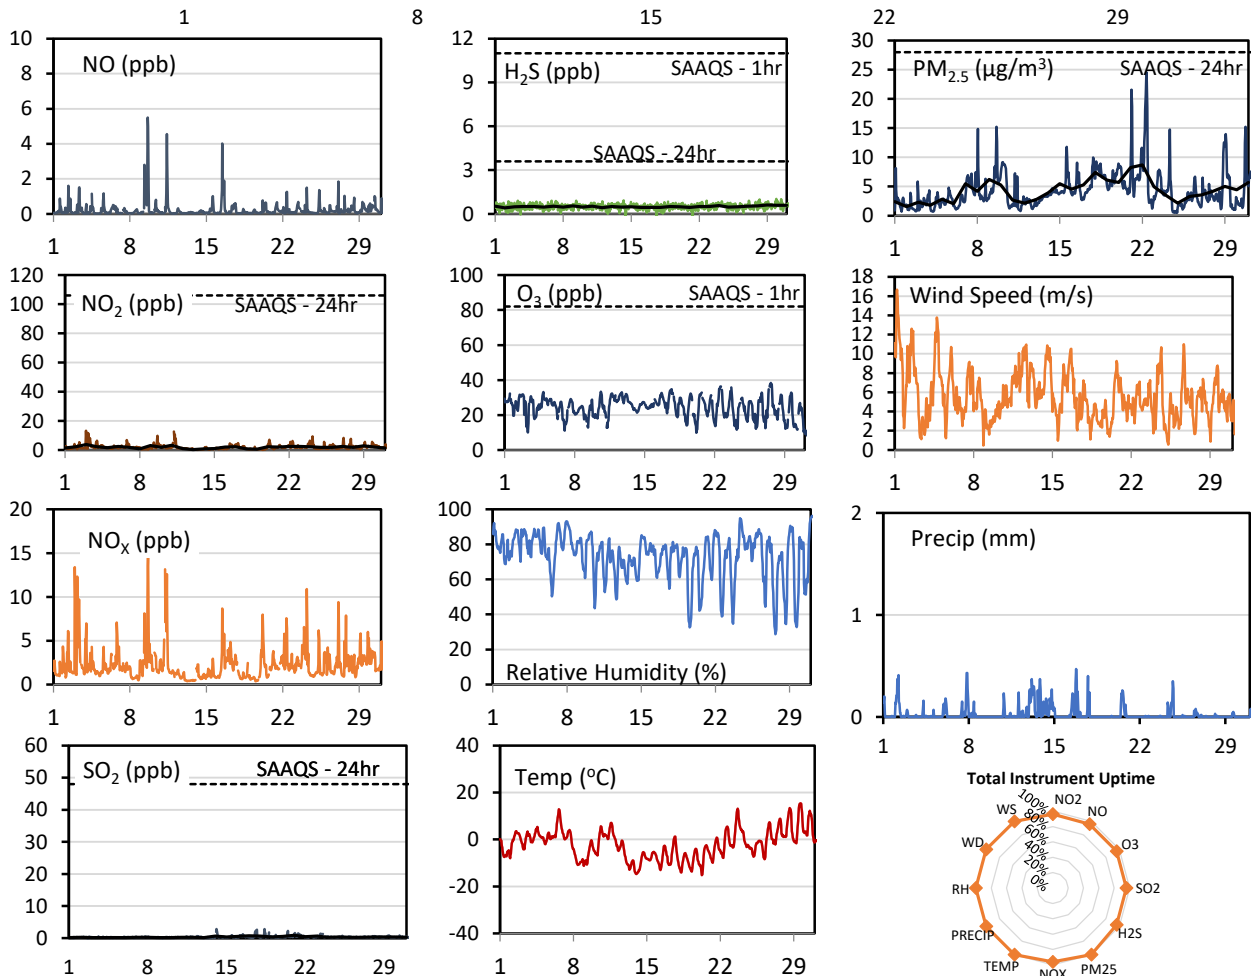 1 8 15 22 29
10 8 6 4 2 0
NO (ppb)
1 8 15 22 29
12 9 6 3 0
H2S (ppb)
SAAQS - 1hr
SAAQS - 24hr
1 8 15 22 29
30 25 20 15 10 5 0
PM2.5 (µg/m³)
SAAQS - 24hr
1 8 15 22 29
120 100 80 60 40 20 0
NO2 (ppb)
SAAQS - 24hr
1 8 15 22 29
100 80 60 40 20 0
O3 (ppb)
SAAQS - 1hr
1 8 15 22 29
18 16 14 12 10 8 6 4 2 0
Wind Speed (m/s)
1 8 15 22 29
20 15 10 5 0
NOX (ppb)
1 8 15 22 29
100 80 60 40 20 0
Relative Humidity (%)
1 8 15 22 29
2 1 0
Precip (mm)
1 8 15 22 29
60 50 40 30 20 10 0
SO2 (ppb)
SAAQS - 24hr
1 8 15 22 29
40 20 0 -20 -40
Temp (oC)
1 8 15 22 29
Total Instrument Uptime
100% 80% 60% 40% 20% 0%
NO2
NO
O3
SO2
H2S
PM25
NOX
TEMP
PRECIP
RH
WD
WS